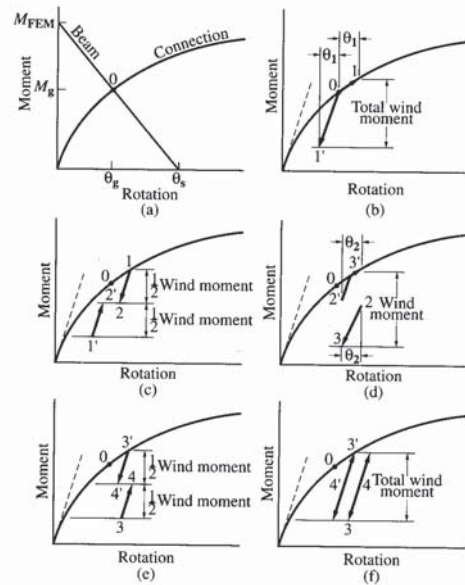 M_FEM
Beam
Connection
0
M_g
Moment
θ_g
θ_s
Rotation
(a)
θ_1
θ_1
0
1
Total wind
moment
1'
Moment
Rotation
(b)
0
1
2'
2
1'
1/2 Wind moment
1/2 Wind moment
Moment
Rotation
(c)
θ_2
3'
0
2'
2
Wind
moment
3
θ_2
Moment
Rotation
(d)
0
3'
4
4'
3
1/2 Wind moment
1/2 Wind moment
Moment
Rotation
(e)
0
3'
1
4'
4
3
Total wind
moment
Moment
Rotation
(f)